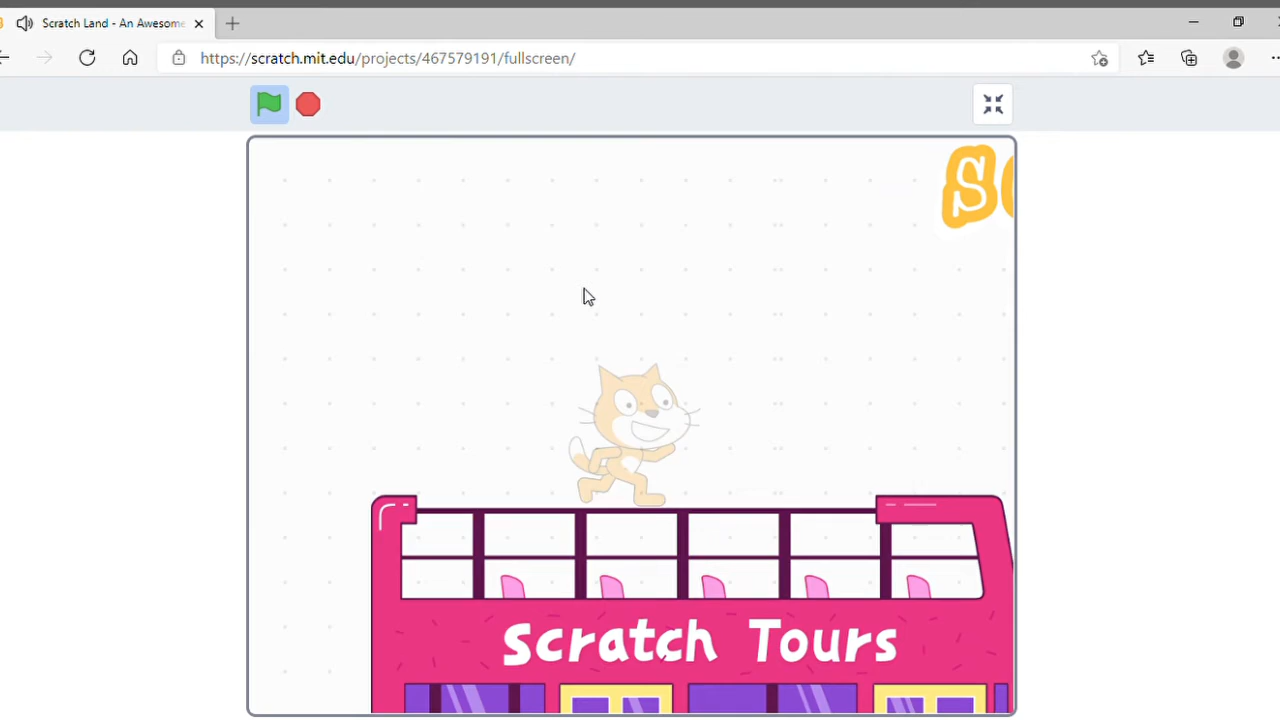 Scratch Land - An Awesome
https://scratch.mit.edu/projects/467579191/fullscreen/
S
Scratch Tours